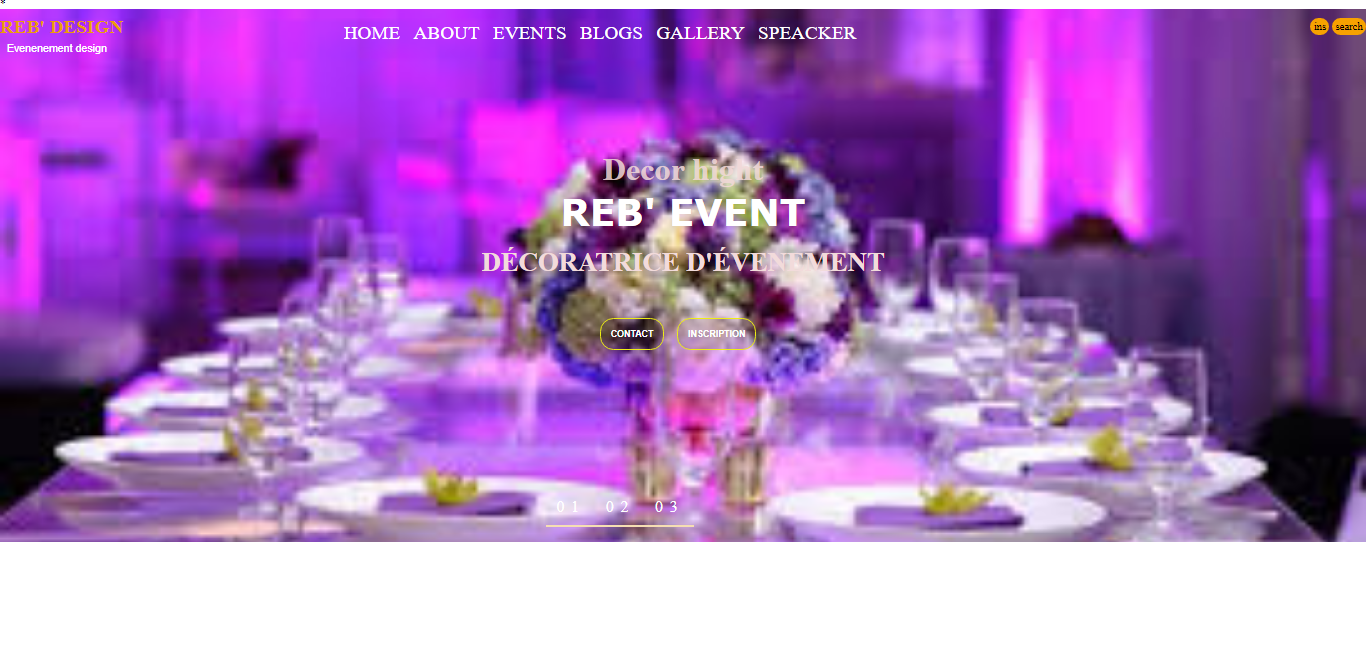 *
REB' DESIGN
Evenenement design
HOME ABOUT EVENTS BLOGS GALLERY SPEACKER
ins search
Decor hight
REB' EVENT
DÉCORATRICE D'ÉVENEMENT
CONTACT INSCRIPTION
01 02 03